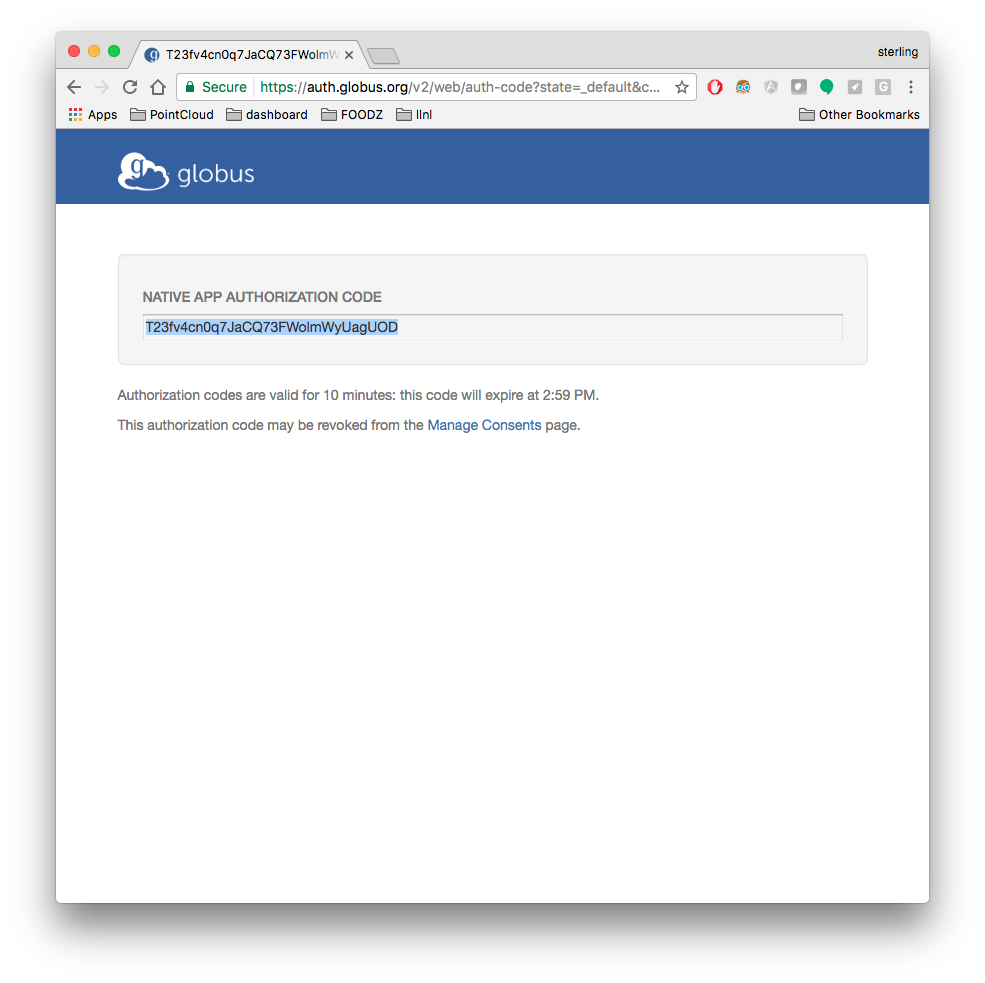 T23fv4cn0q7JaCQ73FWolmW
sterling
Secure https://auth.globus.org/v2/web/auth-code?state=_default&c...
Apps PointCloud dashboard FOODZ llnl Other Bookmarks
globus
NATIVE APP AUTHORIZATION CODE
T23fv4cn0q7JaCQ73FWolmWyUagUOD
Authorization codes are valid for 10 minutes: this code will expire at 2:59 PM.
This authorization code may be revoked from the Manage Consents page.